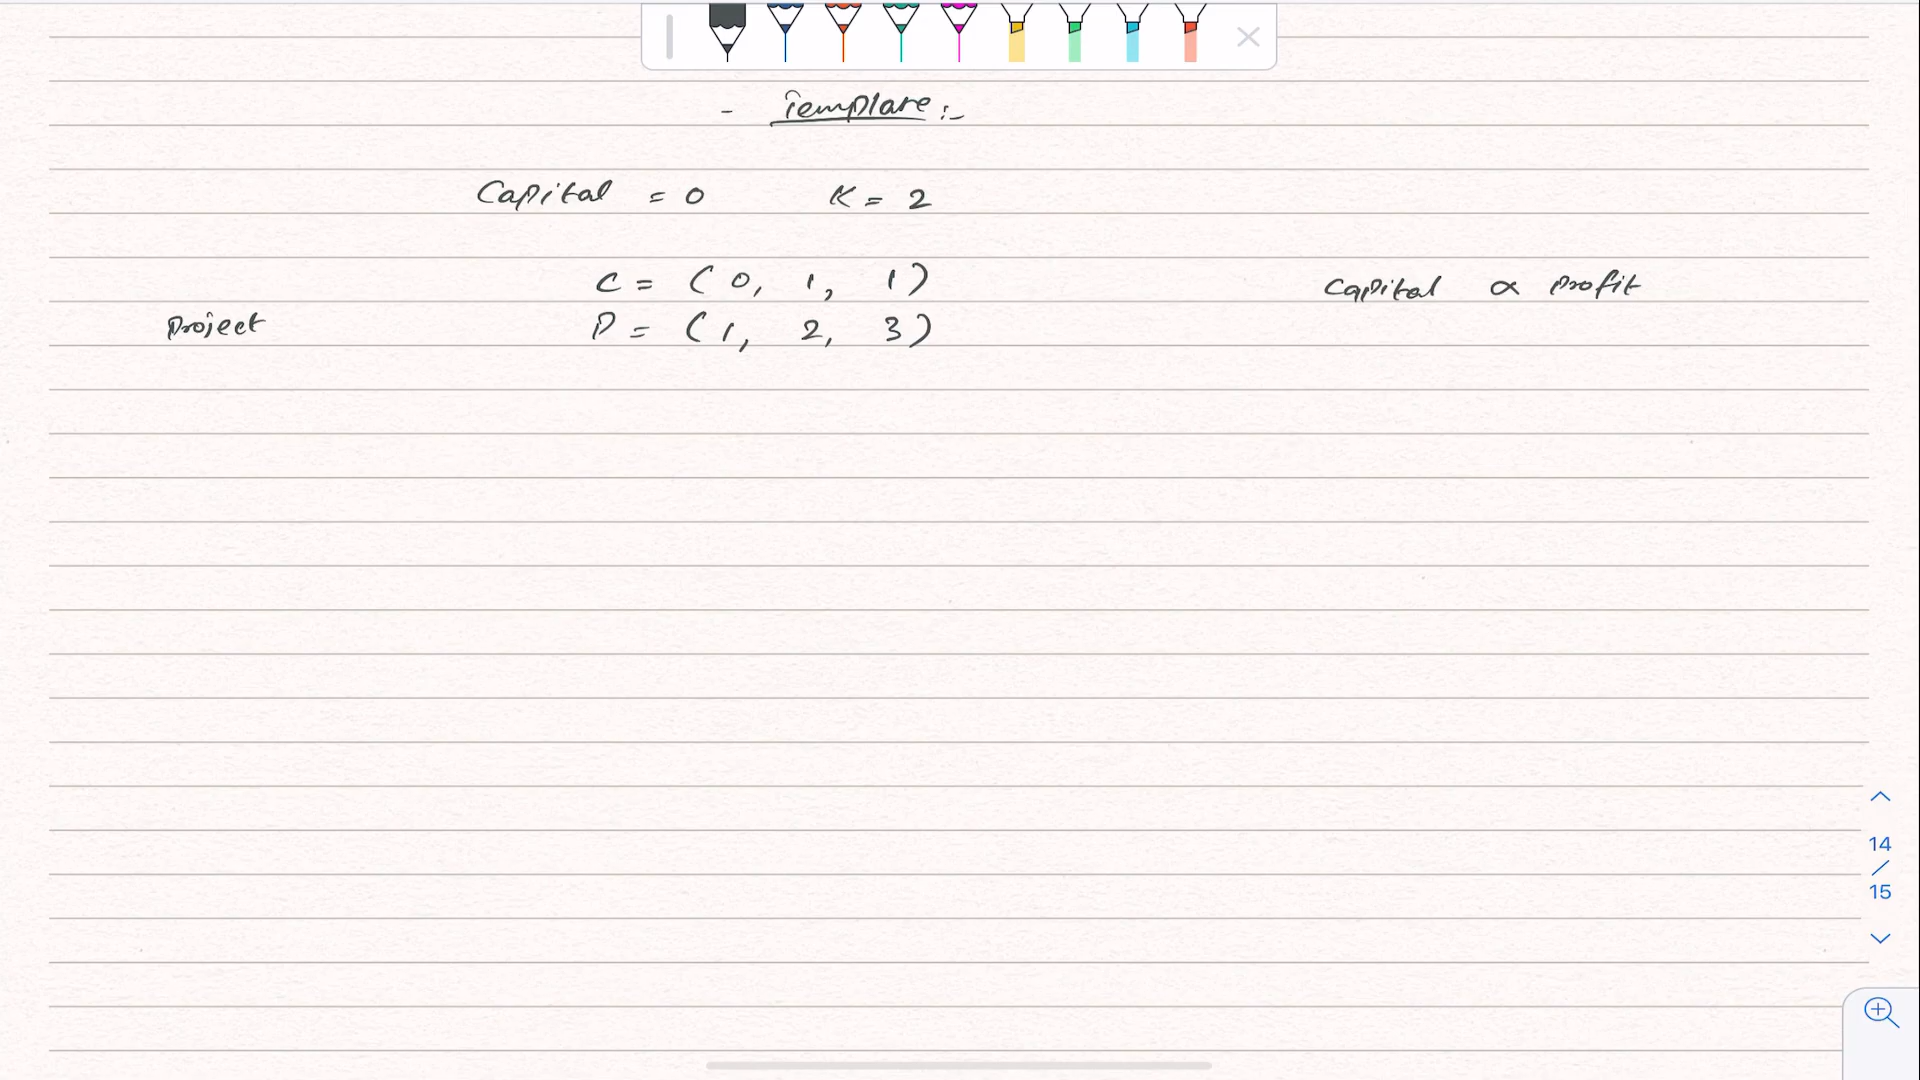 - Template :-
Capital = 0 K = 2
C = ( 0, 1, 1 )
Capital ∝ Profit
Project
P = ( 1, 2, 3 )
14
/
15